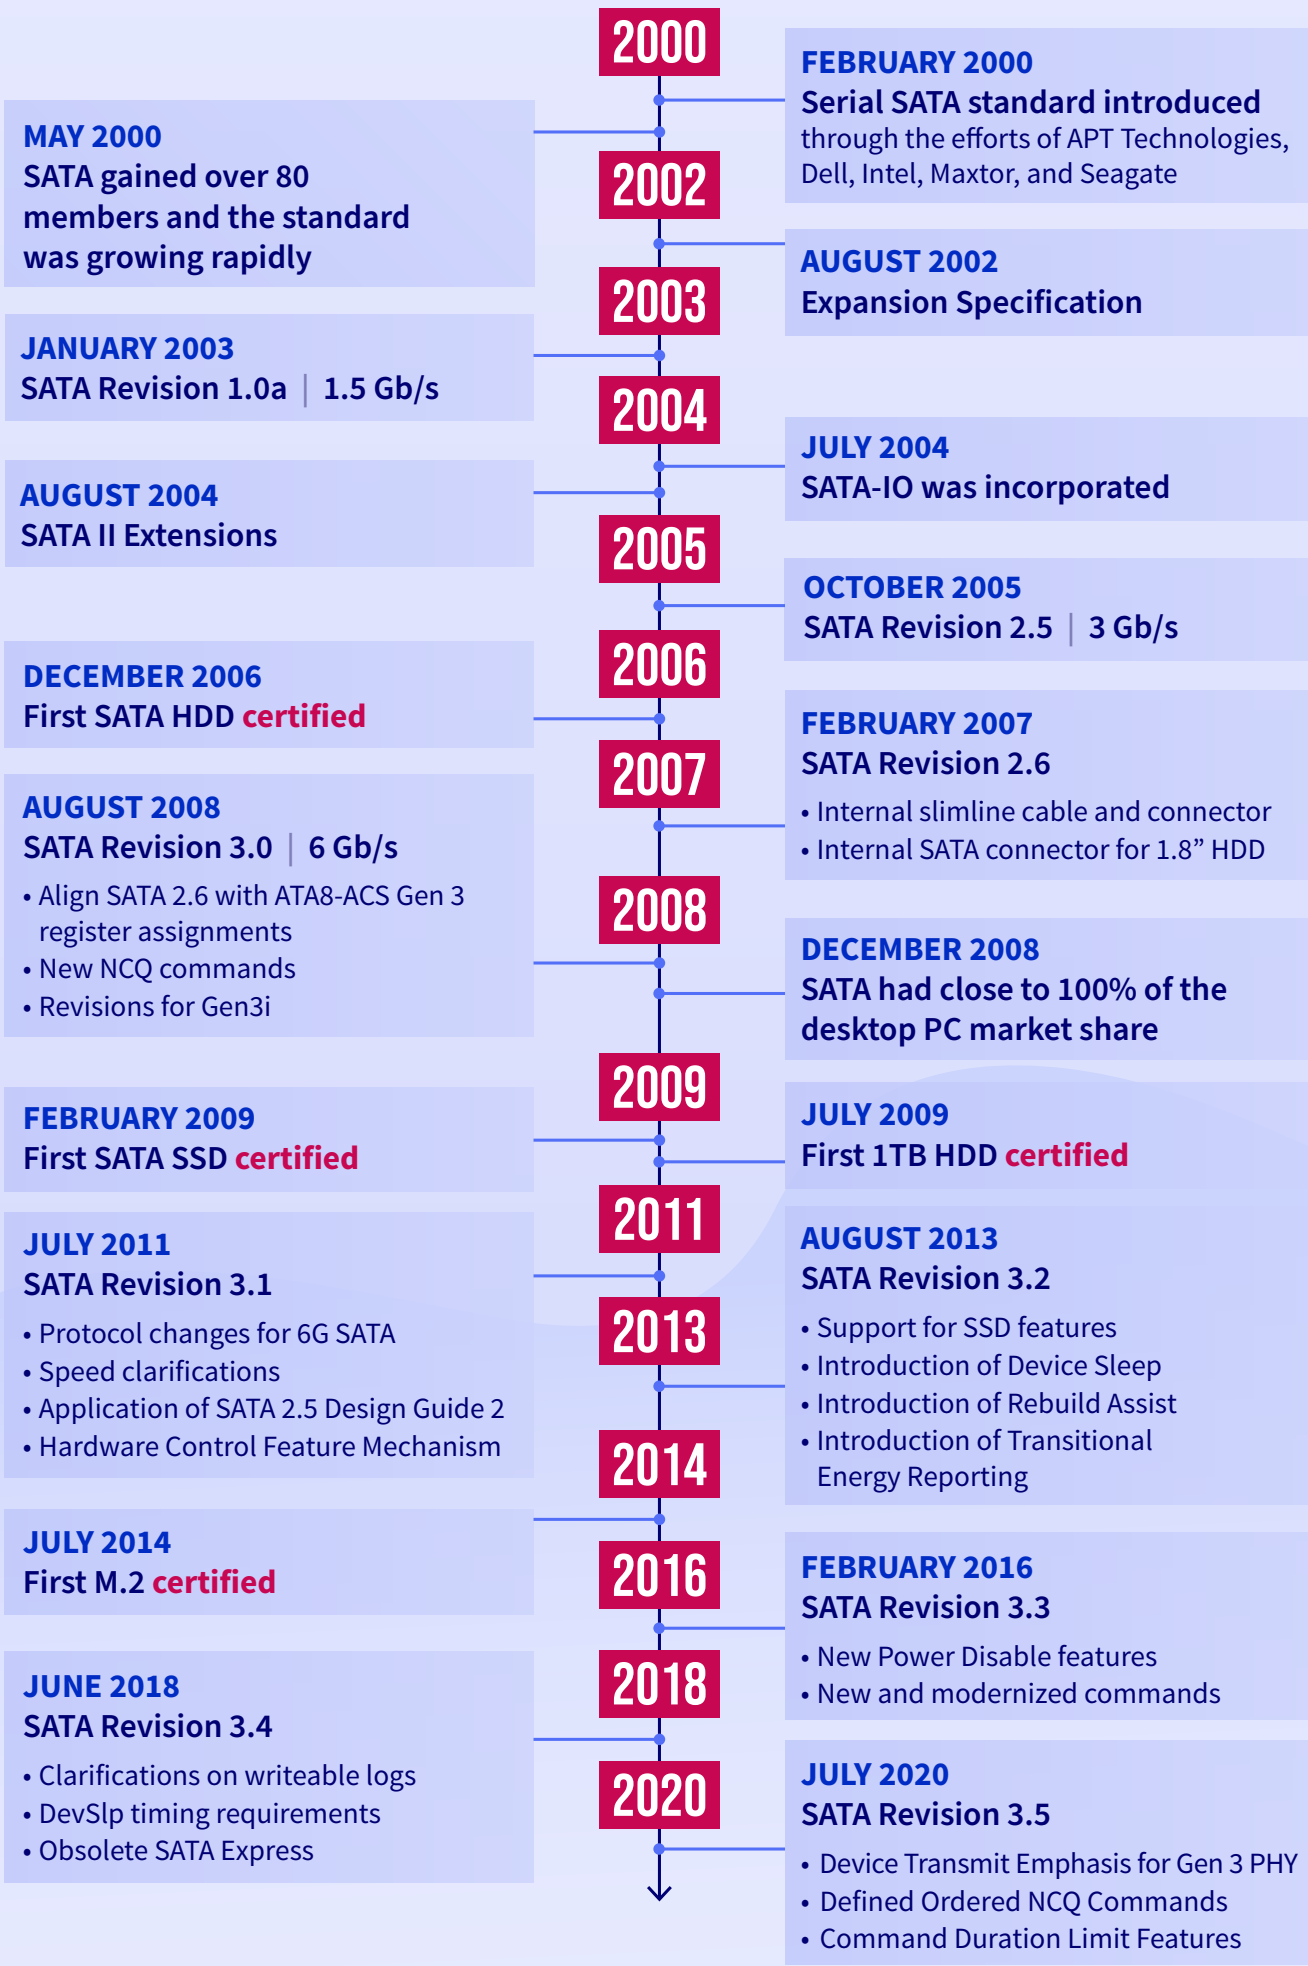 2000
FEBRUARY 2000
Serial SATA standard introduced
through the efforts of APT Technologies,
Dell, Intel, Maxtor, and Seagate
MAY 2000
SATA gained over 80
members and the standard
was growing rapidly
2002
AUGUST 2002
Expansion Specification
2003
JANUARY 2003
SATA Revision 1.0a | 1.5 Gb/s
2004
JULY 2004
SATA-IO was incorporated
AUGUST 2004
SATA II Extensions
2005
OCTOBER 2005
SATA Revision 2.5 | 3 Gb/s
2006
DECEMBER 2006
First SATA HDD certified
2007
FEBRUARY 2007
SATA Revision 2.6
• Internal slimline cable and connector
• Internal SATA connector for 1.8” HDD
2008
AUGUST 2008
SATA Revision 3.0 | 6 Gb/s
• Align SATA 2.6 with ATA8-ACS Gen 3
register assignments
• New NCQ commands
• Revisions for Gen3i
DECEMBER 2008
SATA had close to 100% of the
desktop PC market share
2009
FEBRUARY 2009
First SATA SSD certified
JULY 2009
First 1TB HDD certified
2011
JULY 2011
SATA Revision 3.1
• Protocol changes for 6G SATA
• Speed clarifications
• Application of SATA 2.5 Design Guide 2
• Hardware Control Feature Mechanism
2013
AUGUST 2013
SATA Revision 3.2
• Support for SSD features
• Introduction of Device Sleep
• Introduction of Rebuild Assist
• Introduction of Transitional
Energy Reporting
2014
JULY 2014
First M.2 certified
2016
FEBRUARY 2016
SATA Revision 3.3
• New Power Disable features
• New and modernized commands
2018
JUNE 2018
SATA Revision 3.4
• Clarifications on writeable logs
• DevSlp timing requirements
• Obsolete SATA Express
2020
JULY 2020
SATA Revision 3.5
• Device Transmit Emphasis for Gen 3 PHY
• Defined Ordered NCQ Commands
• Command Duration Limit Features